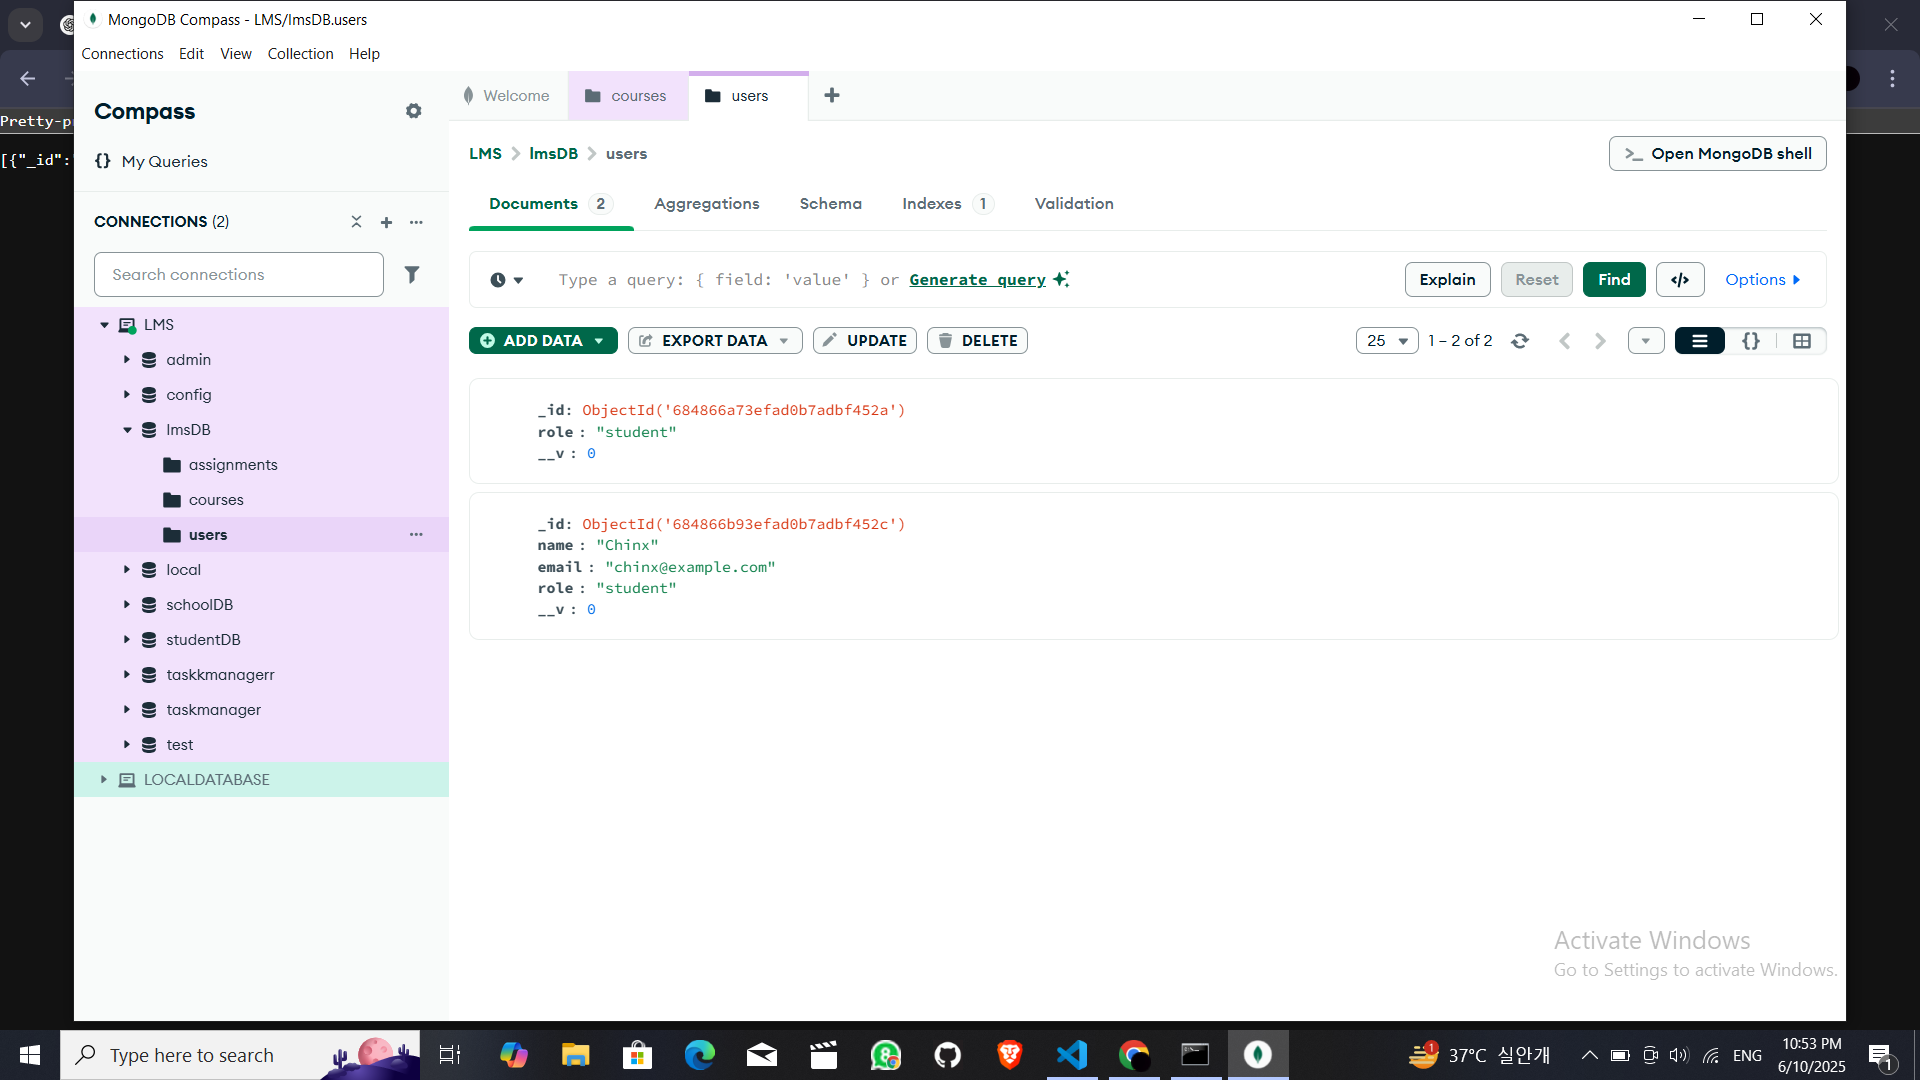 MongoDB Compass - LMS/lmsDB.users
Connections Edit View Collection Help
Pretty-p
[{"_id":"
Compass
My Queries
CONNECTIONS (2)
Search connections
LMS
admin
config
lmsDB
assignments
courses
users
local
schoolDB
studentDB
taskkmanagerr
taskmanager
test
LOCALDATABASE
Welcome courses users
LMS > lmsDB > users
Open MongoDB shell
Documents 2 Aggregations Schema Indexes 1 Validation
Type a query: { field: 'value' } or Generate query
Explain Reset Find </> Options
ADD DATA EXPORT DATA UPDATE DELETE
25 1 – 2 of 2 {}
_id: ObjectId('684866a73efad0b7adbf452a')
role : "student"
__v : 0
_id: ObjectId('684866b93efad0b7adbf452c')
name : "Chinx"
email : "chinx@example.com"
role : "student"
__v : 0
Activate Windows
Go to Settings to activate Windows.
Type here to search
1 37°C 실안개
ENG
10:53 PM
6/10/2025
1